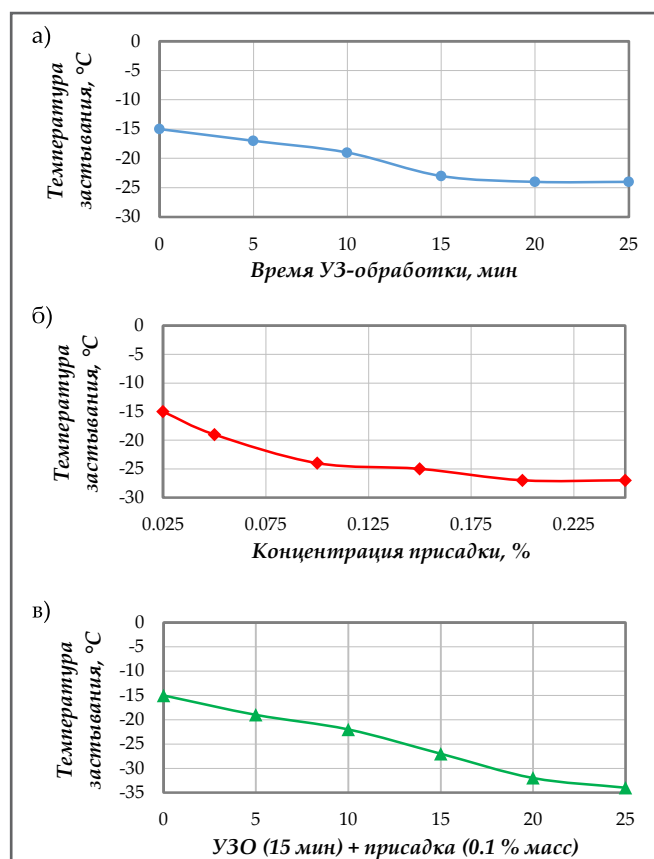 а)
Температура
застывания, °С
0
-5
-10
-15
-20
-25
-30
0 5 10 15 20 25
Время УЗ-обработки, мин
б)
Температура
застывания, °С
0
-5
-10
-15
-20
-25
-30
0.025 0.075 0.125 0.175 0.225
Концентрация присадки, %
в)
Температура
застывания, °С
0
-5
-10
-15
-20
-25
-30
-35
0 5 10 15 20 25
УЗО (15 мин) + присадка (0.1 % масс)